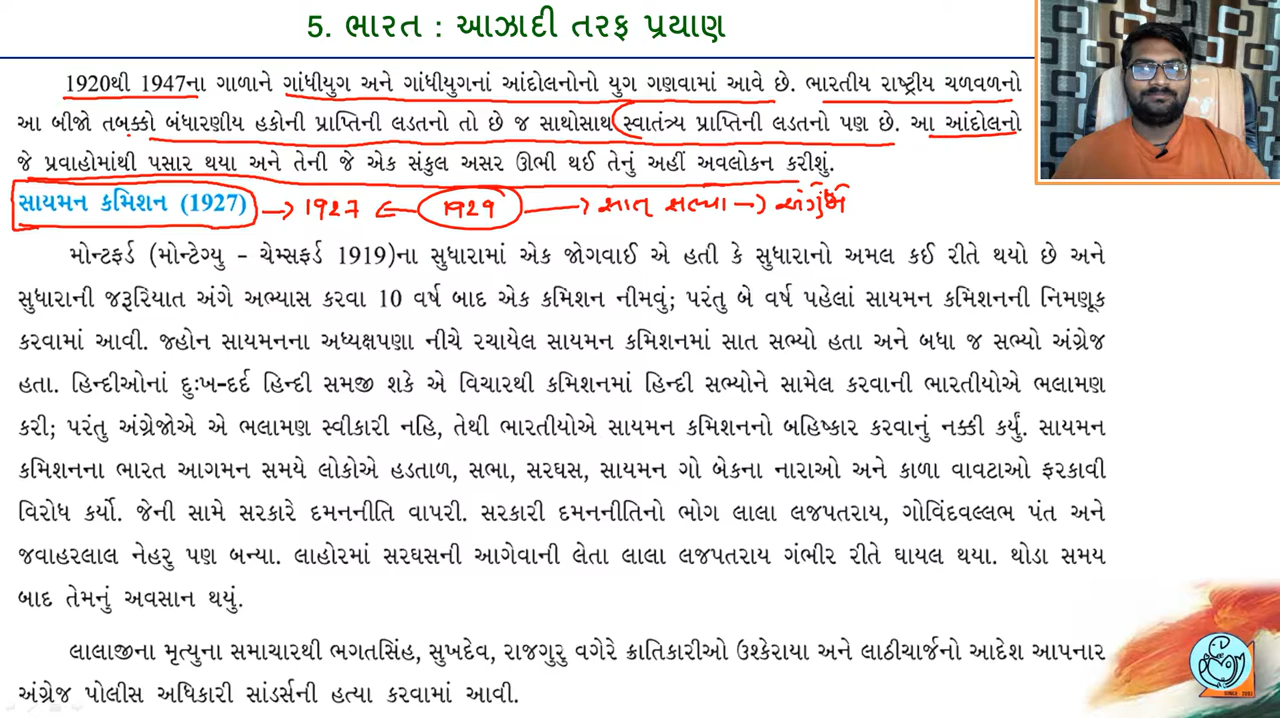 5. ભારત : આઝાદી તરફ પ્રયાણ
1920થી 1947ના ગાળાને ગાંધીયુગ અને ગાંધીયુગનાં આંદોલનોનો યુગ ગણવામાં આવે છે. ભારતીય રાષ્ટ્રીય ચળવળનો
આ બીજો તબક્કો બંધારણીય હકોની પ્રાપ્તિની લડતનો તો છે જ સાથોસાથ સ્વાતંત્ર્ય પ્રાપ્તિની લડતનો પણ છે. આ આંદોલનો
જે પ્રવાહોમાંથી પસાર થયા અને તેની જે એક સંકુલ અસર ઊભી થઈ તેનું અહીં અવલોકન કરીશું.
સાયમન કમિશન (1927) → 1927 ← 1929 → સાત સભ્યો → અંગ્રેજ
મોન્ટફર્ડ (મોન્ટેગ્યુ - ચેમ્સફર્ડ 1919)ના સુધારામાં એક જોગવાઈ એ હતી કે સુધારાનો અમલ કઈ રીતે થયો છે અને
સુધારાની જરૂરિયાત અંગે અભ્યાસ કરવા 10 વર્ષ બાદ એક કમિશન નીમવું; પરંતુ બે વર્ષ પહેલાં સાયમન કમિશનની નિમણૂક
કરવામાં આવી. જ્હોન સાયમનના અધ્યક્ષપણા નીચે રચાયેલ સાયમન કમિશનમાં સાત સભ્યો હતા અને બધા જ સભ્યો અંગ્રેજ
હતા. હિન્દીઓનાં દુઃખ-દર્દ હિન્દી સમજી શકે એ વિચારથી કમિશનમાં હિન્દી સભ્યોને સામેલ કરવાની ભારતીયોએ ભલામણ
કરી; પરંતુ અંગ્રેજોએ એ ભલામણ સ્વીકારી નહિ, તેથી ભારતીયોએ સાયમન કમિશનનો બહિષ્કાર કરવાનું નક્કી કર્યું. સાયમન
કમિશનના ભારત આગમન સમયે લોકોએ હડતાળ, સભા, સરઘસ, સાયમન ગો બેકના નારાઓ અને કાળા વાવટાઓ ફરકાવી
વિરોધ કર્યો. જેની સામે સરકારે દમનનીતિ વાપરી. સરકારી દમનનીતિનો ભોગ લાલા લજપતરાય, ગોવિંદવલ્લભ પંત અને
જવાહરલાલ નેહરુ પણ બન્યા. લાહોરમાં સરઘસની આગેવાની લેતા લાલા લજપતરાય ગંભીર રીતે ઘાયલ થયા. થોડા સમય
બાદ તેમનું અવસાન થયું.
લાલાજીના મૃત્યુના સમાચારથી ભગતસિંહ, સુખદેવ, રાજગુરુ વગેરે ક્રાંતિકારીઓ ઉશ્કેરાયા અને લાઠીચાર્જનો આદેશ આપનાર
અંગ્રેજ પોલીસ અધિકારી સાંડર્સની હત્યા કરવામાં આવી.